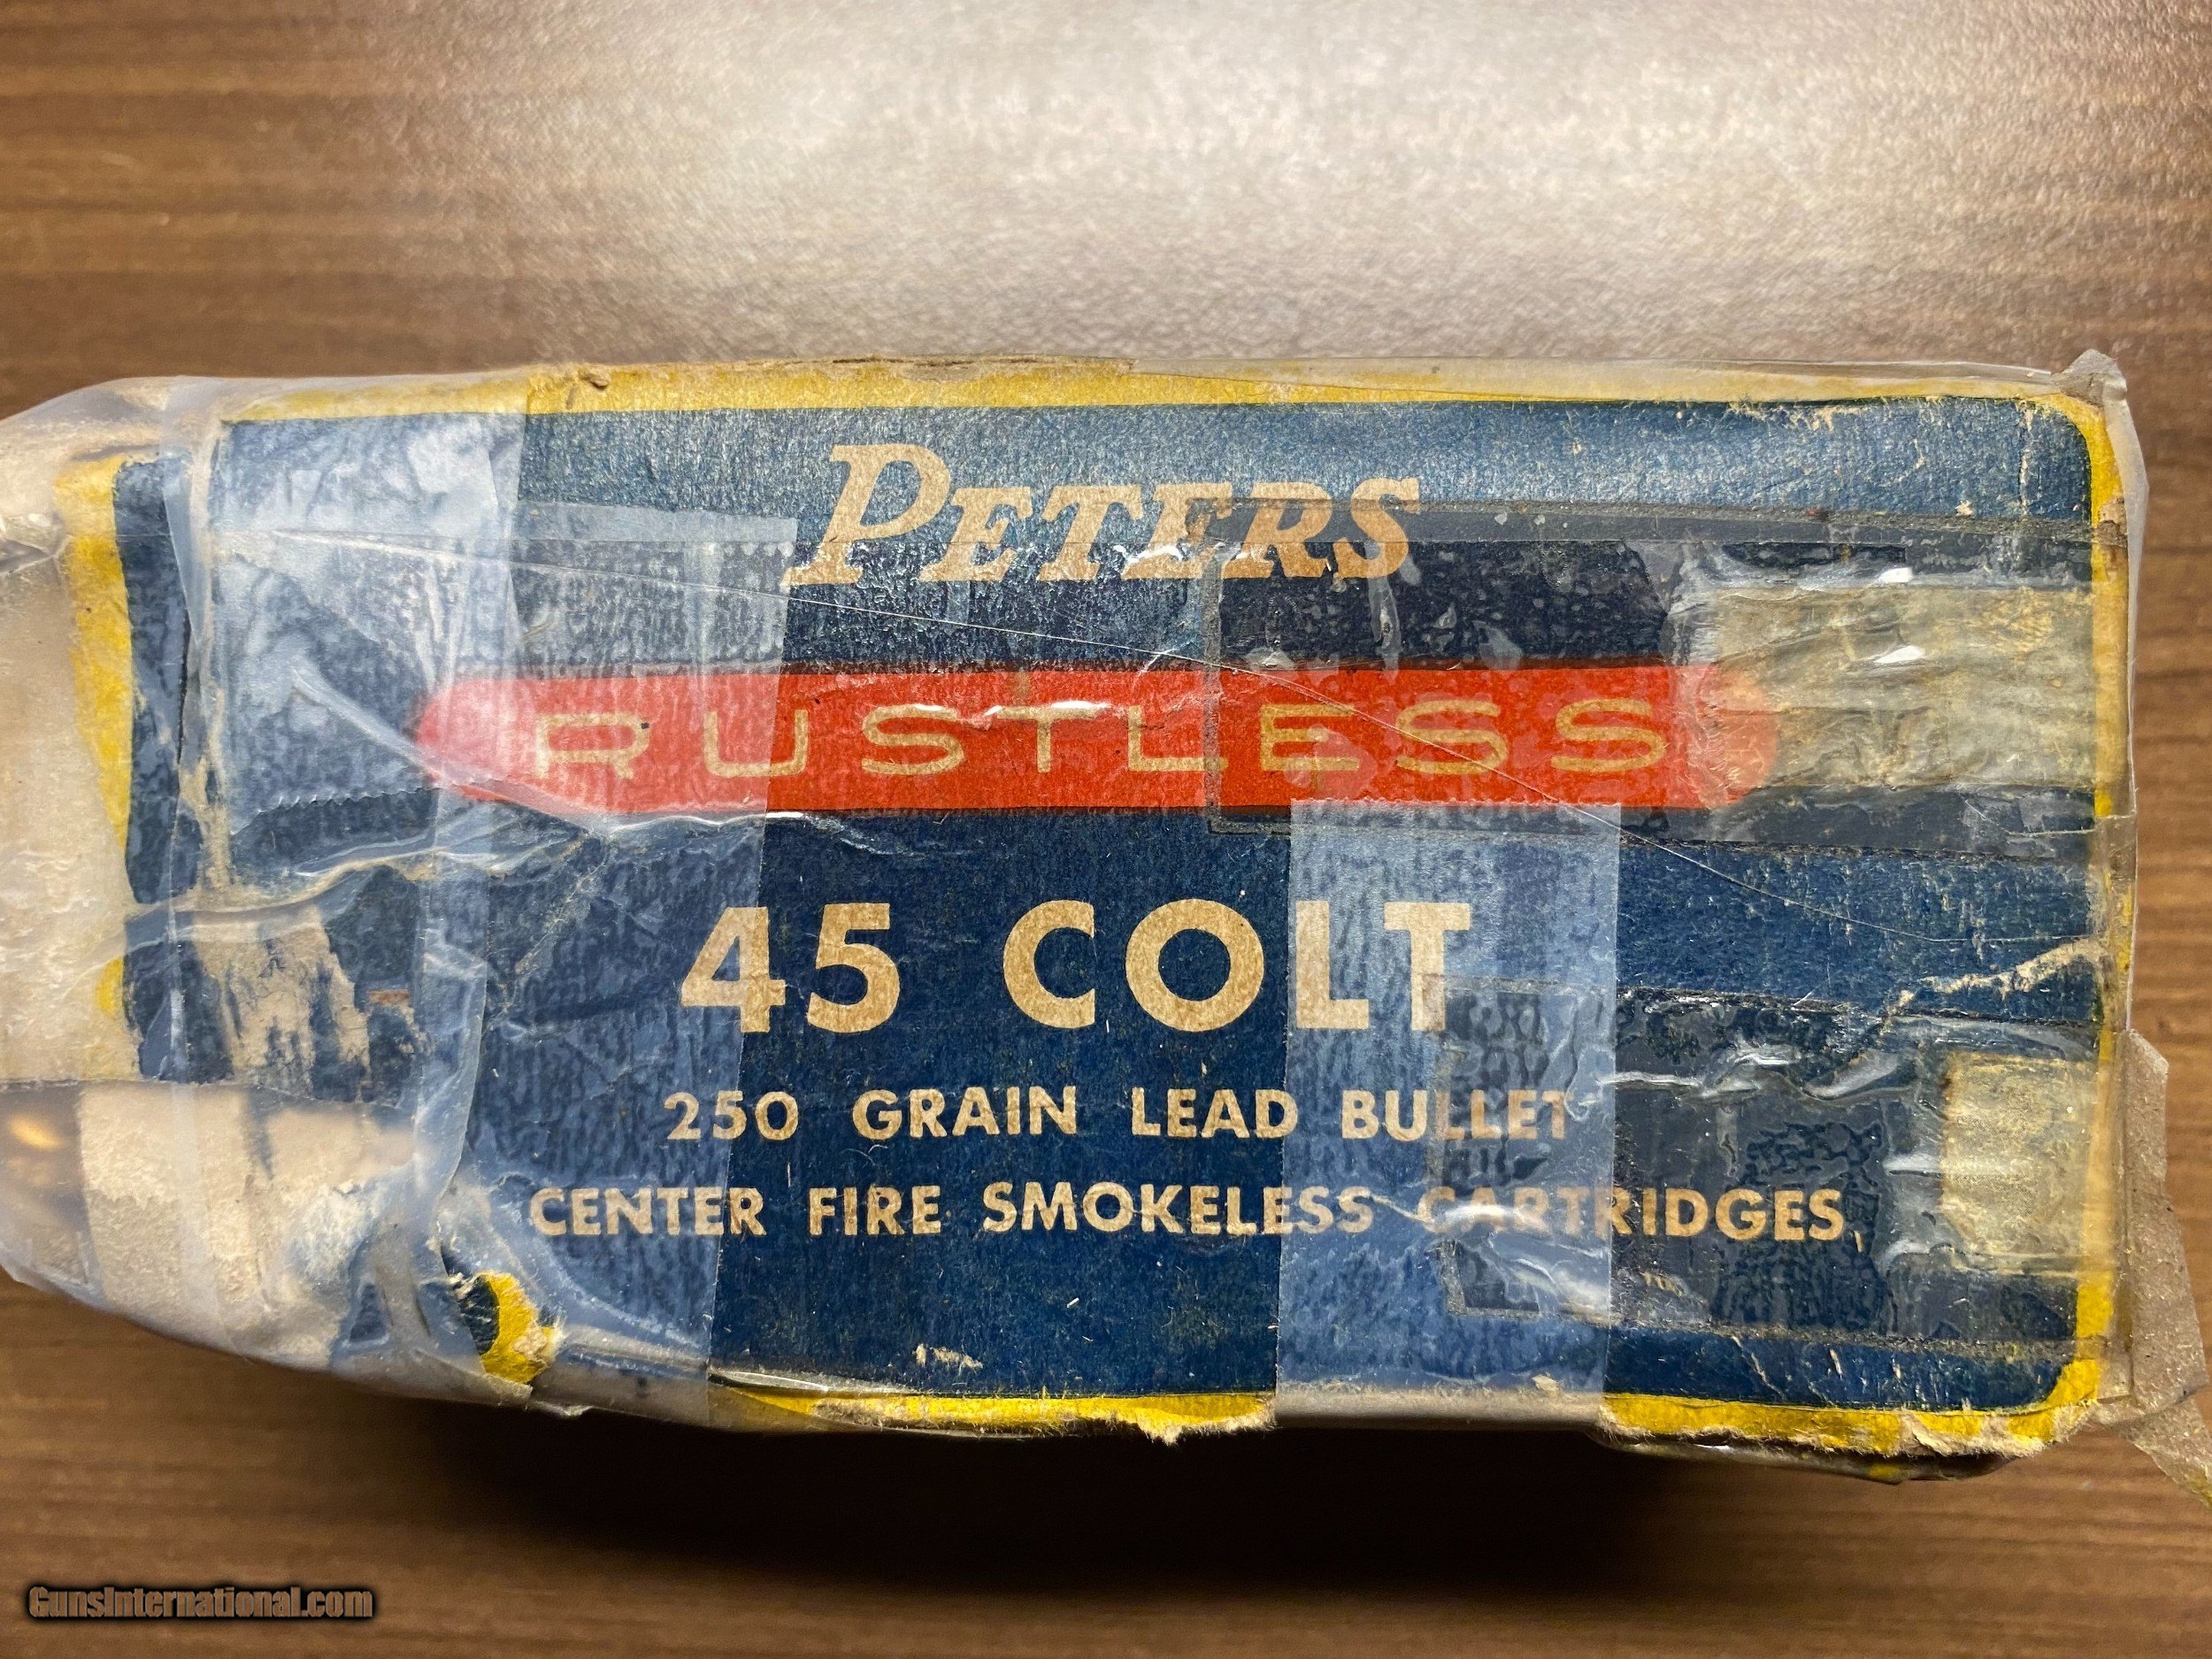 PETERS
RUSTLESS
45 COLT
250 GRAIN LEAD BULLET
CENTER FIRE SMOKELESS CARTRIDGES
GunsInternational.com